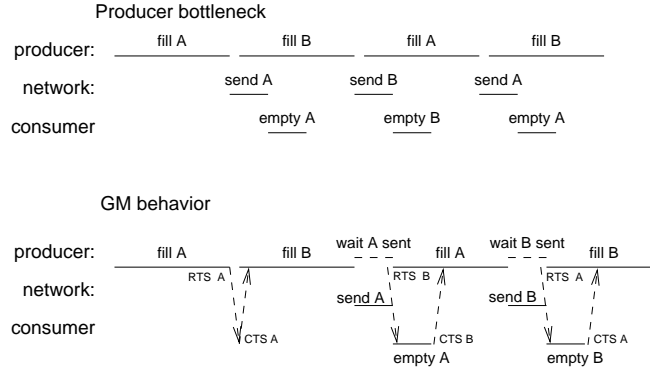 Producer bottleneck
producer: fill A fill B fill A fill B
network: send A send B send A
consumer empty A empty B empty A
GM behavior
wait A sent wait B sent
producer: fill A fill B fill A fill B
RTS A RTS B RTS A
network: send A send B
consumer CTS A CTS B CTS A
empty A empty B